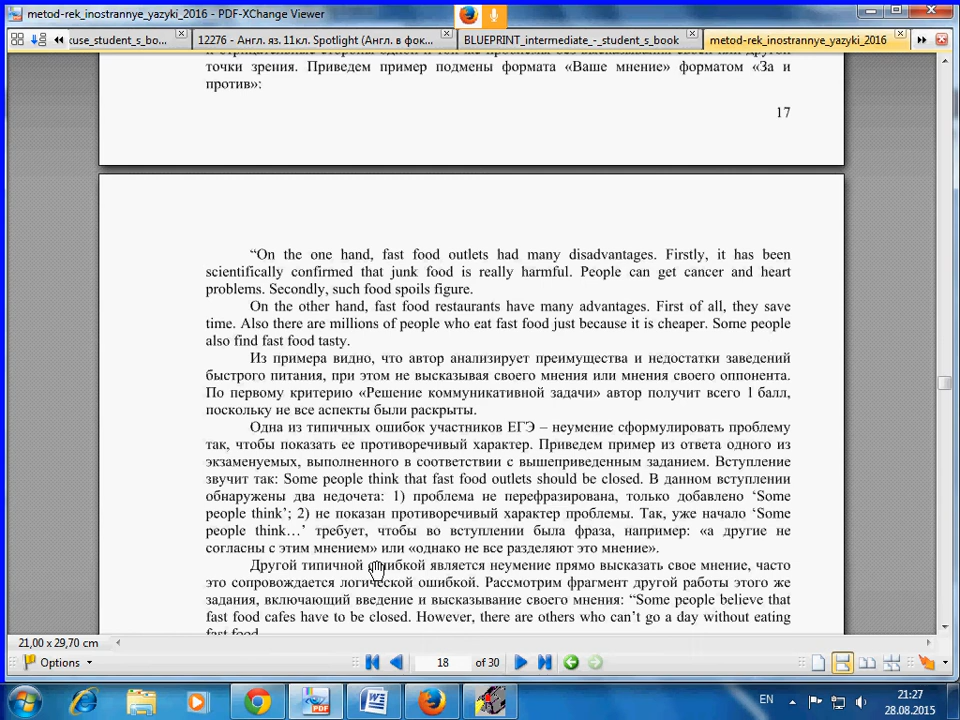 metod-rek_inostrannye_yazyki_2016 - PDF-XChange Viewer
kuse_student_s_bo...
12276 - Англ. яз. 11кл. Spotlight (Англ. в фок...
BLUEPRINT_intermediate_-_student_s_book
metod-rek_inostrannye_yazyki_2016
точки зрения. Приведем пример подмены формата «Ваше мнение» форматом «За и
против»:
17
“On the one hand, fast food outlets had many disadvantages. Firstly, it has been
scientifically confirmed that junk food is really harmful. People can get cancer and heart
problems. Secondly, such food spoils figure.
On the other hand, fast food restaurants have many advantages. First of all, they save
time. Also there are millions of people who eat fast food just because it is cheaper. Some people
also find fast food tasty.
Из примера видно, что автор анализирует преимущества и недостатки заведений
быстрого питания, при этом не высказывая своего мнения или мнения своего оппонента.
По первому критерию «Решение коммуникативной задачи» автор получит всего 1 балл,
поскольку не все аспекты были раскрыты.
Одна из типичных ошибок участников ЕГЭ – неумение сформулировать проблему
так, чтобы показать ее противоречивый характер. Приведем пример из ответа одного из
экзаменуемых, выполненного в соответствии с вышеприведенным заданием. Вступление
звучит так: Some people think that fast food outlets should be closed. В данном вступлении
обнаружены два недочета: 1) проблема не перефразирована, только добавлено ‘Some
people think’; 2) не показан противоречивый характер проблемы. Так, уже начало ‘Some
people think…’ требует, чтобы во вступлении была фраза, например: «а другие не
согласны с этим мнением» или «однако не все разделяют это мнение».
Другой типичной ошибкой является неумение прямо высказать свое мнение, часто
это сопровождается логической ошибкой. Рассмотрим фрагмент другой работы этого же
задания, включающий введение и высказывание своего мнения: “Some people believe that
fast food cafes have to be closed. However, there are others who can’t go a day without eating
fast food.
21,00 x 29,70 cm
Options
18 of 30
EN
21:27
28.08.2015